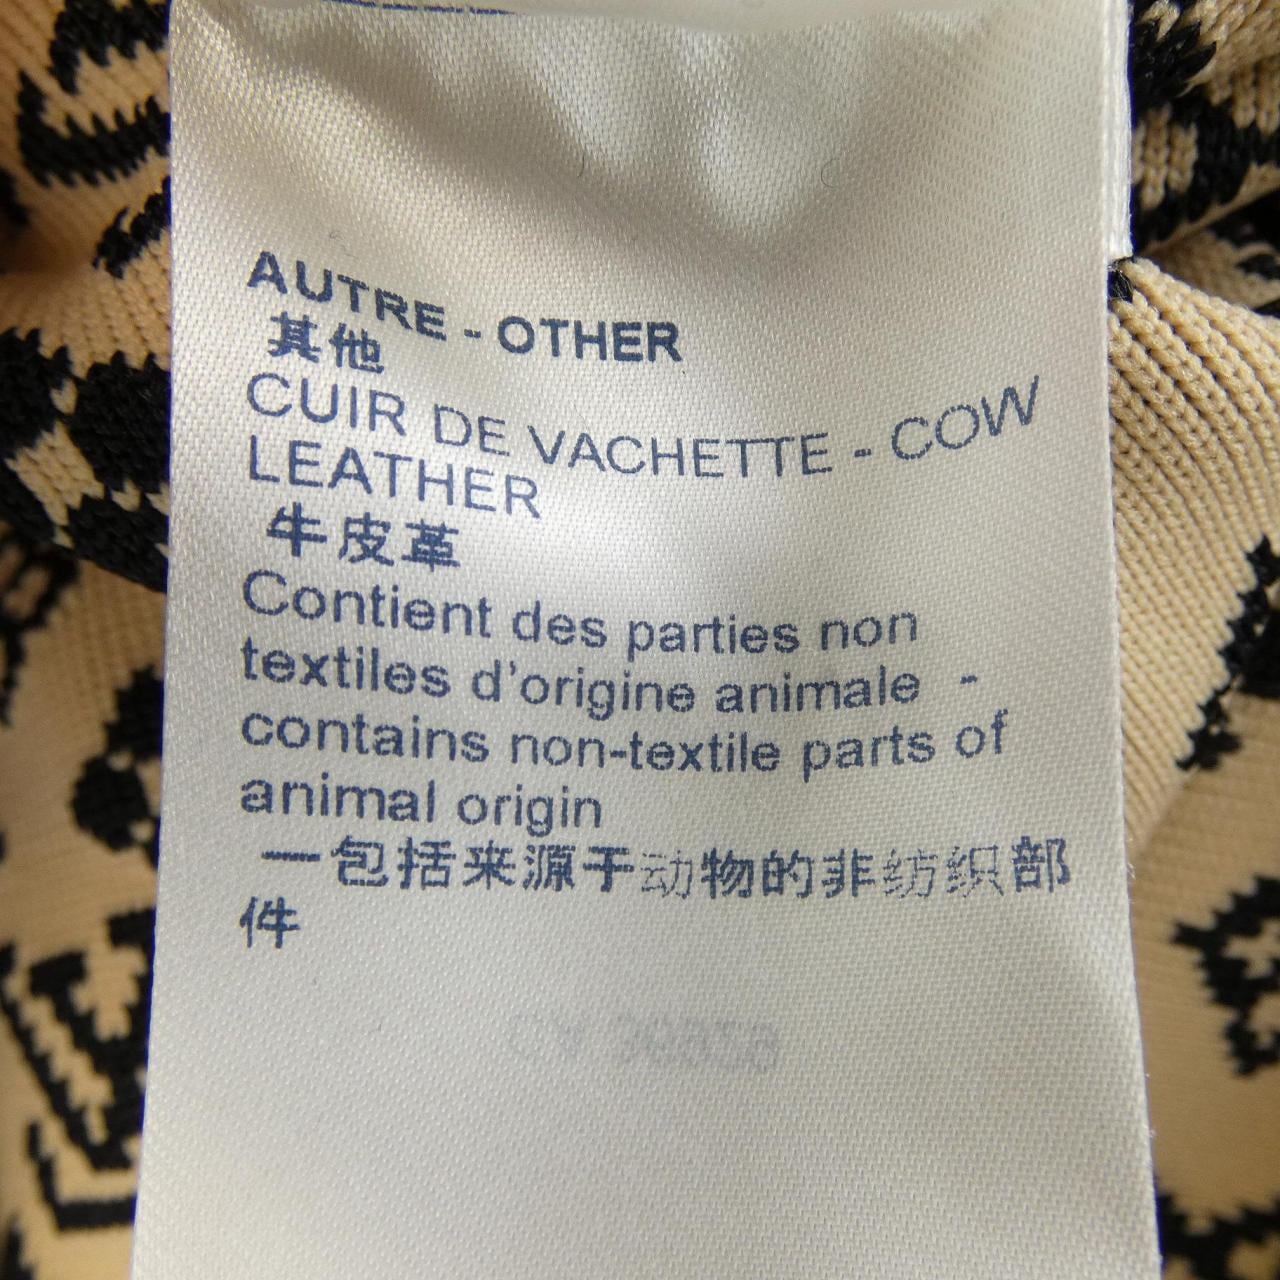 AUTRE - OTHER
其他
CUIR DE VACHETTE - COW
LEATHER
牛皮革
Contient des parties non
textiles d'origine animale -
contains non-textile parts of
animal origin
一包括来源于动物的非纺织部
件